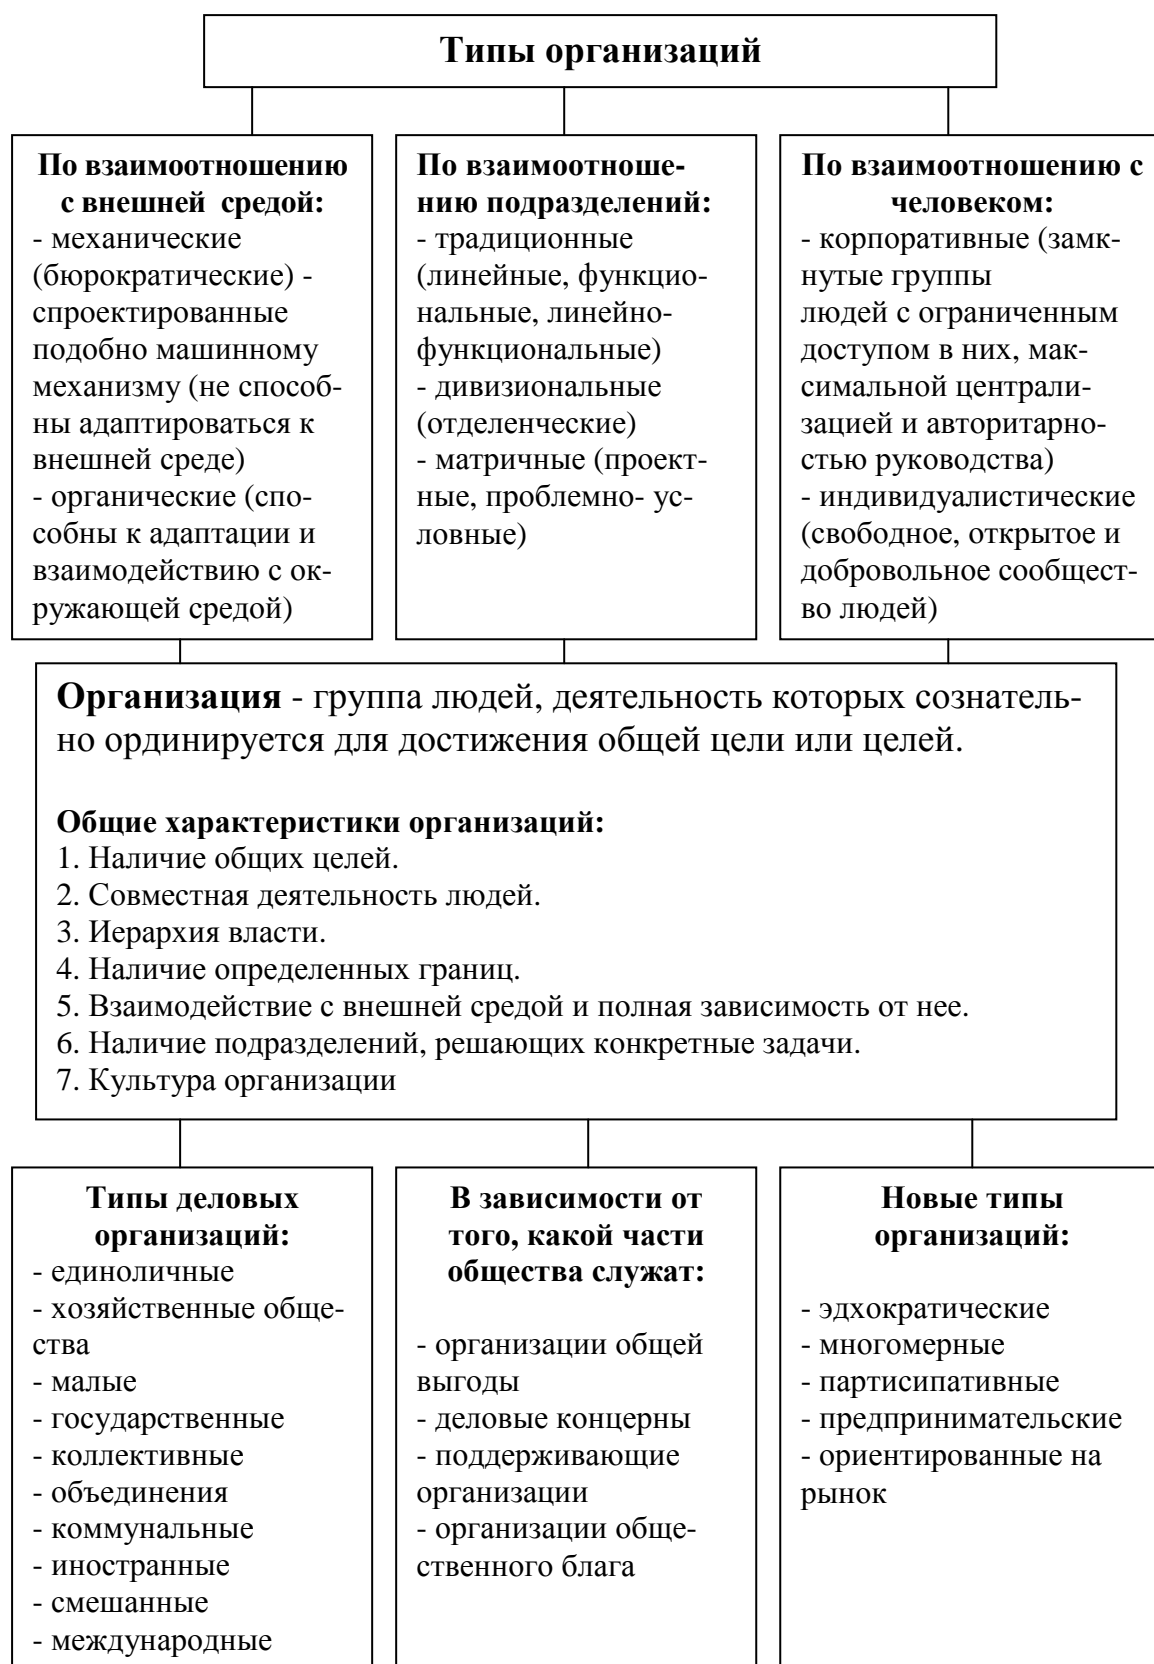 Типы организаций
По взаимоотношению
с внешней средой:
- механические
(бюрократические) -
спроектированные
подобно машинному
механизму (не способ-
ны адаптироваться к
внешней среде)
- органические (спо-
собны к адаптации и
взаимодействию с ок-
ружающей средой)
По взаимоотноше-
нию подразделений:
- традиционные
(линейные, функцио-
нальные, линейно-
функциональные)
- дивизиональные
(отделенческие)
- матричные (проект-
ные, проблемно- ус-
ловные)
По взаимоотношению с
человеком:
- корпоративные (замк-
нутые группы
людей с ограниченным
доступом в них, мак-
симальной централи-
зацией и авторитарно-
стью руководства)
- индивидуалистические
(свободное, открытое и
добровольное сообщест-
во людей)
Организация - группа людей, деятельность которых сознатель-
но ординируется для достижения общей цели или целей.
Общие характеристики организаций:
1. Наличие общих целей.
2. Совместная деятельность людей.
3. Иерархия власти.
4. Наличие определенных границ.
5. Взаимодействие с внешней средой и полная зависимость от нее.
6. Наличие подразделений, решающих конкретные задачи.
7. Культура организации
Типы деловых
организаций:
- единоличные
- хозяйственные обще-
ства
- малые
- государственные
- коллективные
- объединения
- коммунальные
- иностранные
- смешанные
- международные
В зависимости от
того, какой части
общества служат:
- организации общей
выгоды
- деловые концерны
- поддерживающие
организации
- организации обще-
ственного блага
Новые типы
организаций:
- эдхократические
- многомерные
- партисипативные
- предпринимательские
- ориентированные на
рынок